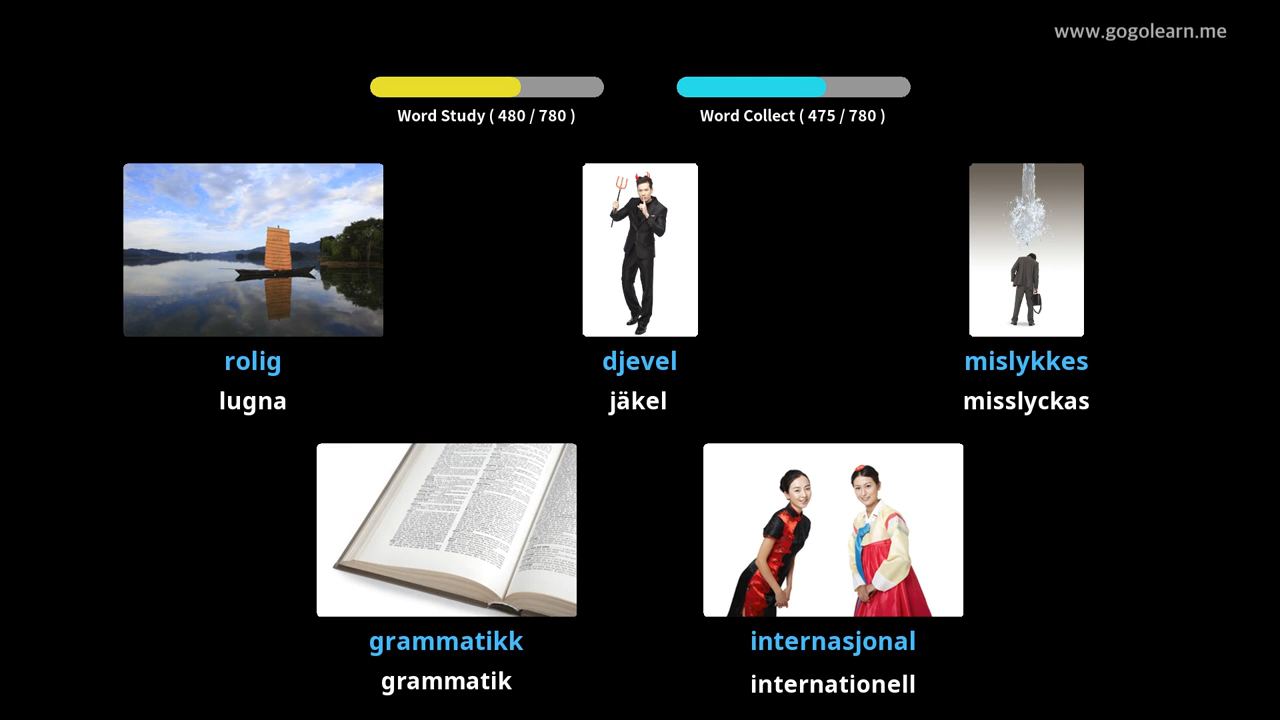 www.gogolearn.me
Word Study ( 480 / 780 )
Word Collect ( 475 / 780 )
rolig
djevel
mislykkes
lugna
jäkel
misslyckas
grammatikk
internasjonal
grammatik
internationell